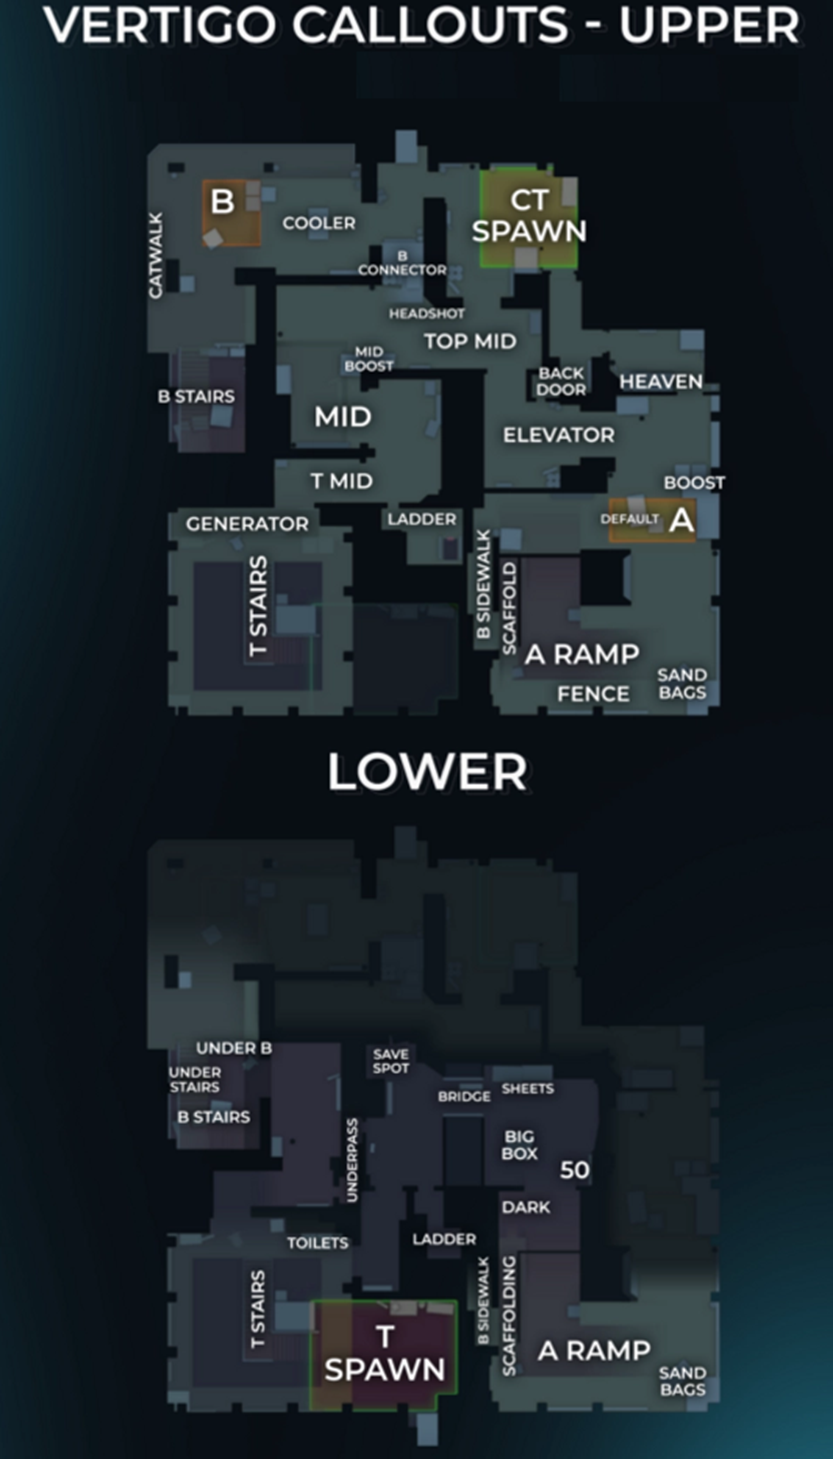 VERTIGO CALLOUTS - UPPER
B
CT
SPAWN
COOLER
CATWALK
B
CONNECTOR
HEADSHOT
TOP MID
MID
BOOST
BACK
DOOR
HEAVEN
B STAIRS
MID
ELEVATOR
T MID
BOOST
GENERATOR
LADDER
DEFAULT
A
T STAIRS
B SIDEWALK
SCAFFOLD
A RAMP
SAND
BAGS
FENCE
LOWER
UNDER B
SAVE
SPOT
UNDER
STAIRS
BRIDGE
SHEETS
B STAIRS
UNDERPASS
BIG
BOX
50
DARK
TOILETS
LADDER
T STAIRS
B SIDEWALK
SCAFFOLDING
T
SPAWN
A RAMP
SAND
BAGS